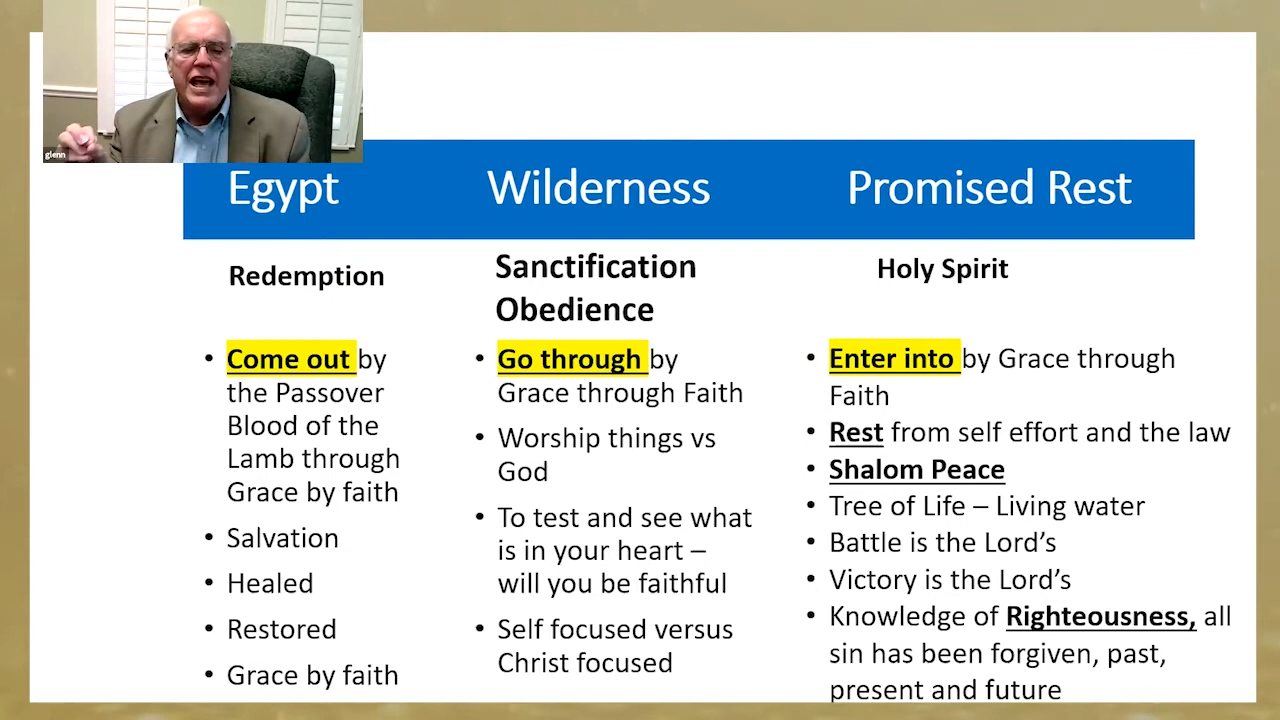 glenn
Egypt
Wilderness
Promised Rest
Redemption
• Come out by
the Passover
Blood of the
Lamb through
Grace by faith
• Salvation
• Healed
• Restored
• Grace by faith
Sanctification
Obedience
• Go through by
Grace through Faith
• Worship things vs
God
• To test and see what
is in your heart –
will you be faithful
• Self focused versus
Christ focused
Holy Spirit
• Enter into by Grace through
Faith
• Rest from self effort and the law
• Shalom Peace
• Tree of Life – Living water
• Battle is the Lord’s
• Victory is the Lord’s
• Knowledge of Righteousness, all
sin has been forgiven, past,
present and future